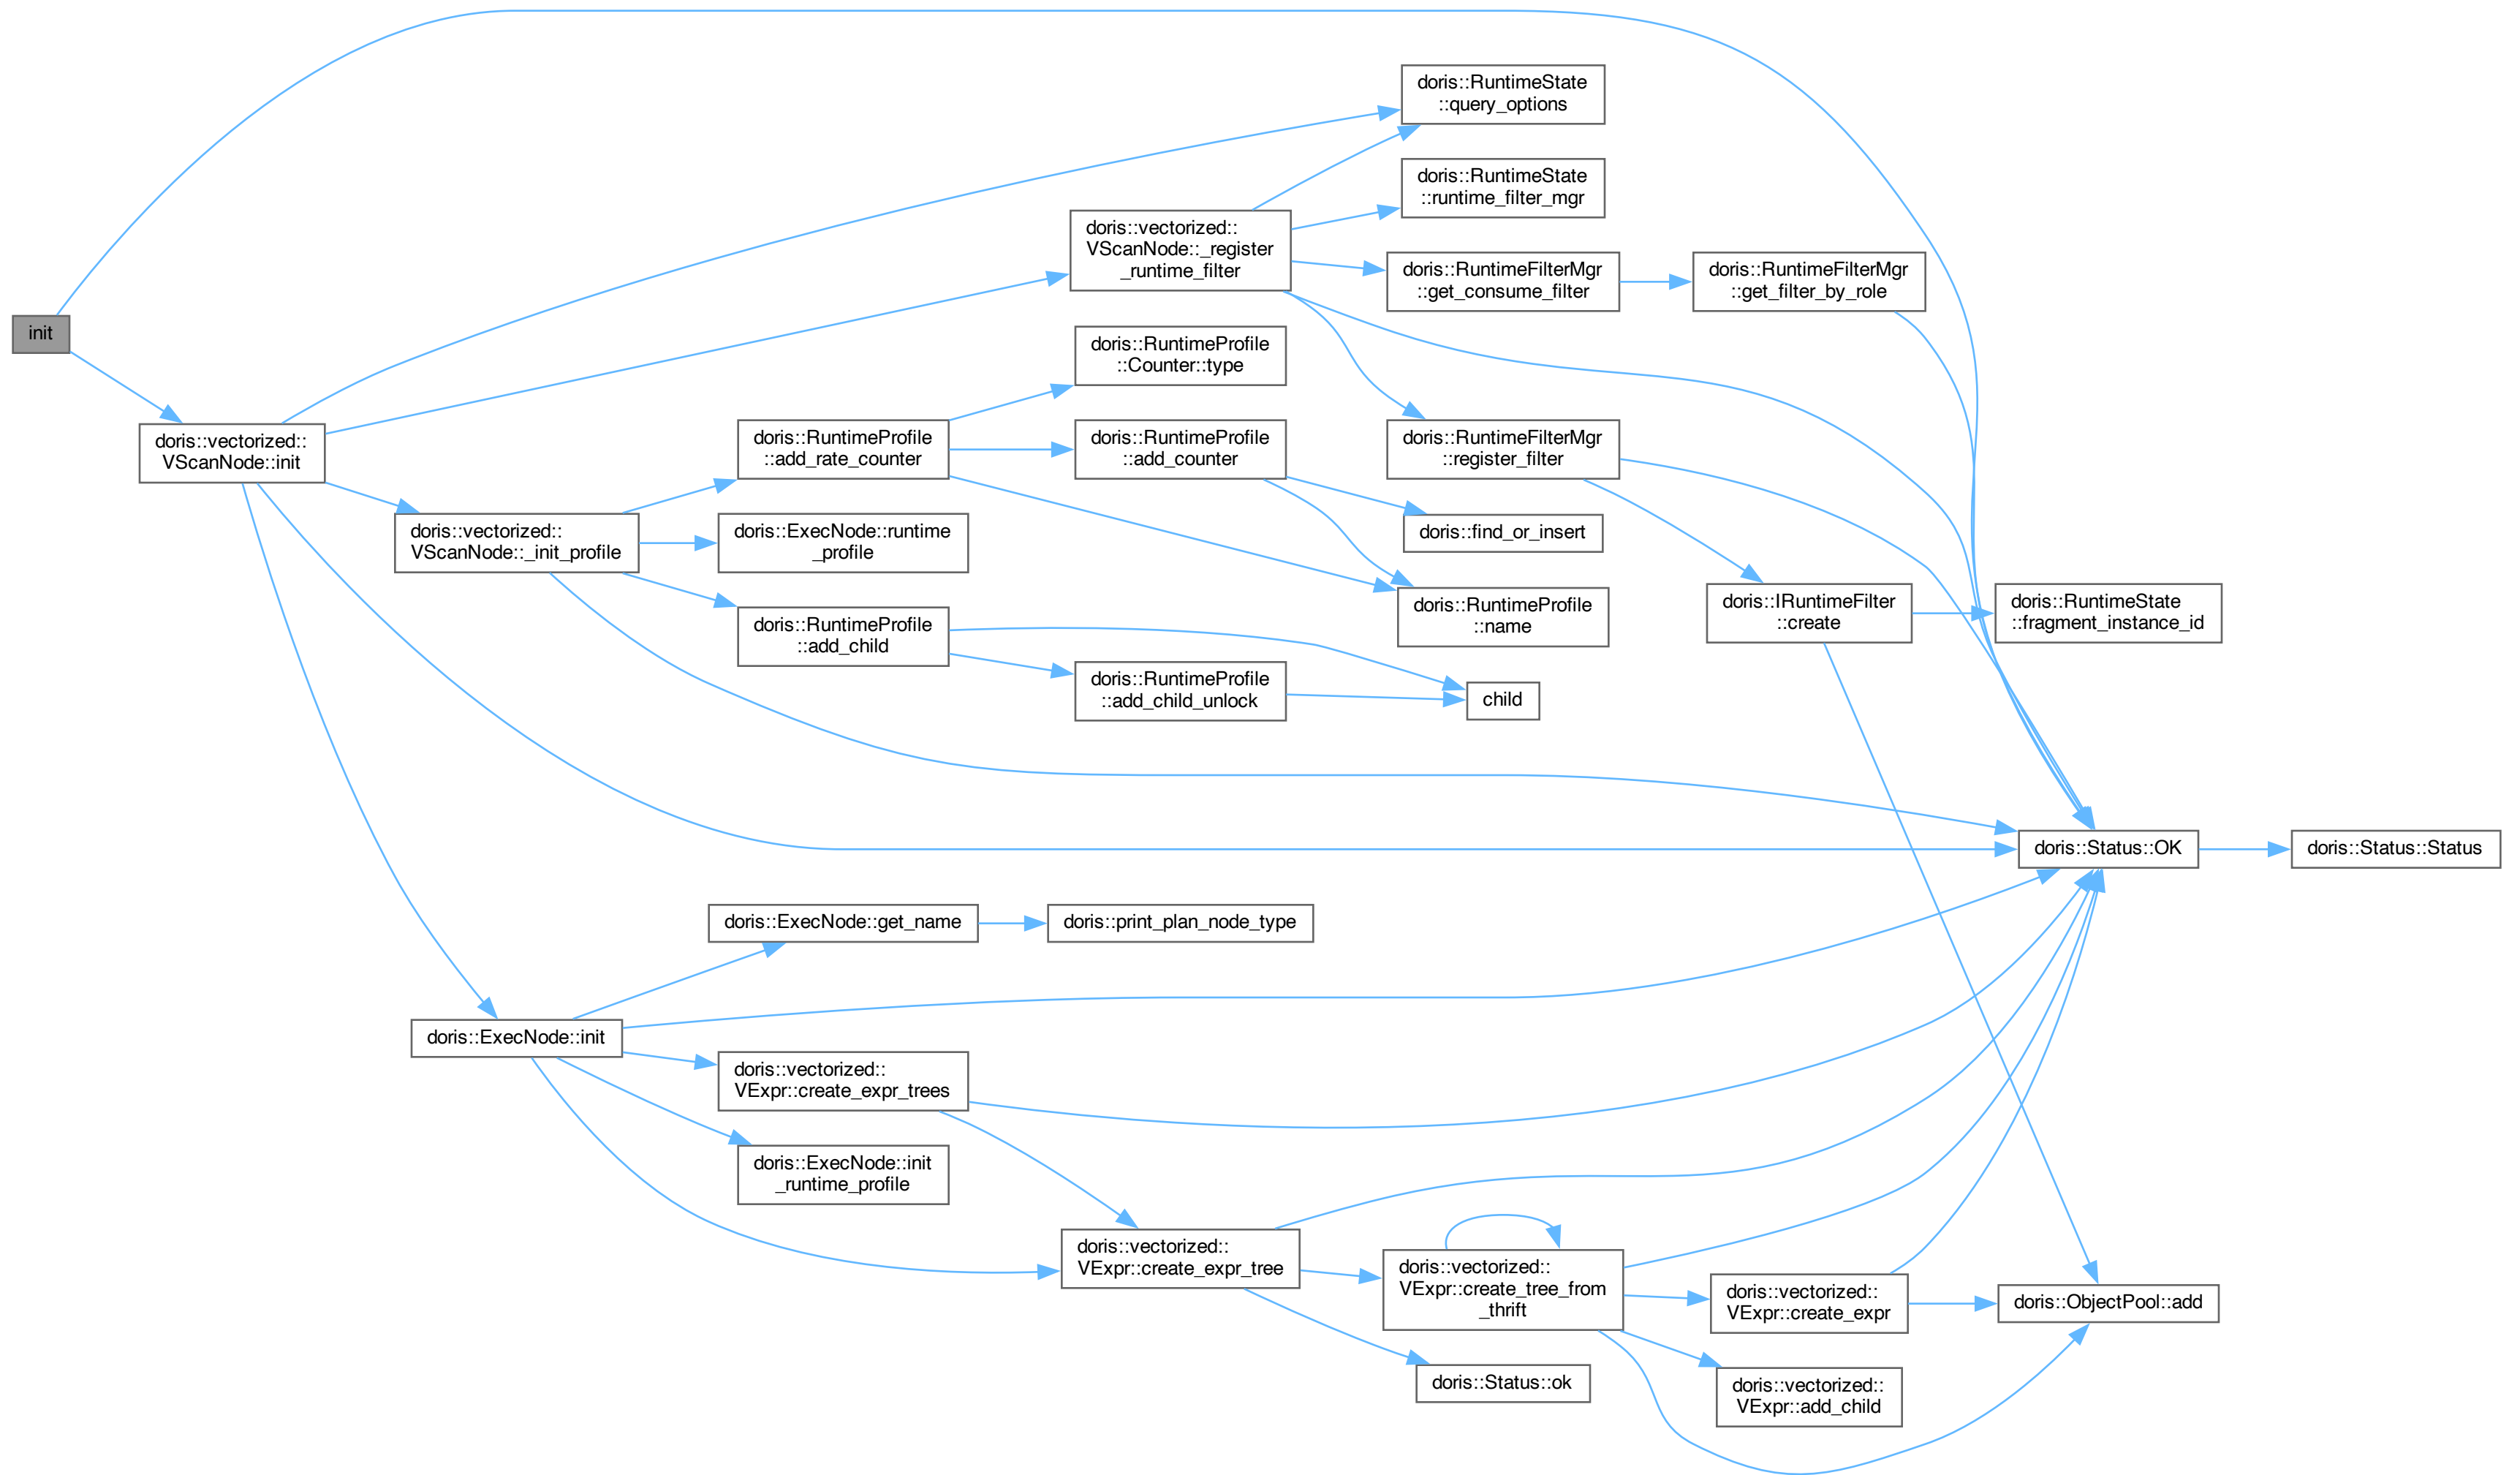 init
doris::vectorized::
VScanNode::init
doris::vectorized::
VScanNode::_init_profile
doris::ExecNode::init
doris::RuntimeProfile
::add_rate_counter
doris::ExecNode::runtime
_profile
doris::RuntimeProfile
::add_child
doris::ExecNode::get_name
doris::vectorized::
VExpr::create_expr_trees
doris::ExecNode::init
_runtime_profile
doris::vectorized::
VScanNode::_register
_runtime_filter
doris::RuntimeProfile
::Counter::type
doris::RuntimeProfile
::add_counter
doris::RuntimeProfile
::add_child_unlock
doris::print_plan_node_type
doris::vectorized::
VExpr::create_expr_tree
doris::RuntimeState
::query_options
doris::RuntimeState
::runtime_filter_mgr
doris::RuntimeFilterMgr
::get_consume_filter
doris::RuntimeFilterMgr
::register_filter
doris::find_or_insert
doris::RuntimeProfile
::name
child
doris::vectorized::
VExpr::create_tree_from
_thrift
doris::Status::ok
doris::RuntimeFilterMgr
::get_filter_by_role
doris::IRuntimeFilter
::create
doris::vectorized::
VExpr::create_expr
doris::vectorized::
VExpr::add_child
doris::RuntimeState
::fragment_instance_id
doris::Status::OK
doris::ObjectPool::add
doris::Status::Status